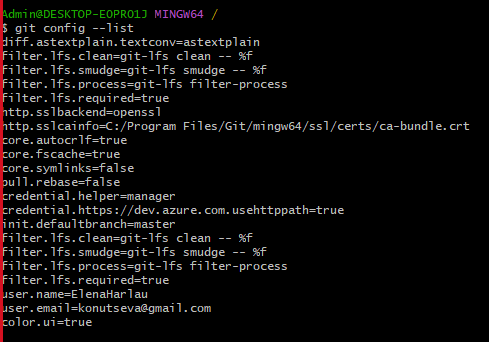 Admin@DESKTOP-EOPRO1J MINGW64 /
$ git config --list
diff.astextplain.textconv=astextplain
filter.lfs.clean=git-lfs clean -- %f
filter.lfs.smudge=git-lfs smudge -- %f
filter.lfs.process=git-lfs filter-process
filter.lfs.required=true
http.sslbackend=openssl
http.sslcainfo=C:/Program Files/Git/mingw64/ssl/certs/ca-bundle.crt
core.autocrlf=true
core.fscache=true
core.symlinks=false
pull.rebase=false
credential.helper=manager
credential.https://dev.azure.com.usehttppath=true
init.defaultbranch=master
filter.lfs.clean=git-lfs clean -- %f
filter.lfs.smudge=git-lfs smudge -- %f
filter.lfs.process=git-lfs filter-process
filter.lfs.required=true
user.name=ElenaHarlau
user.email=konutseva@gmail.com
color.ui=true